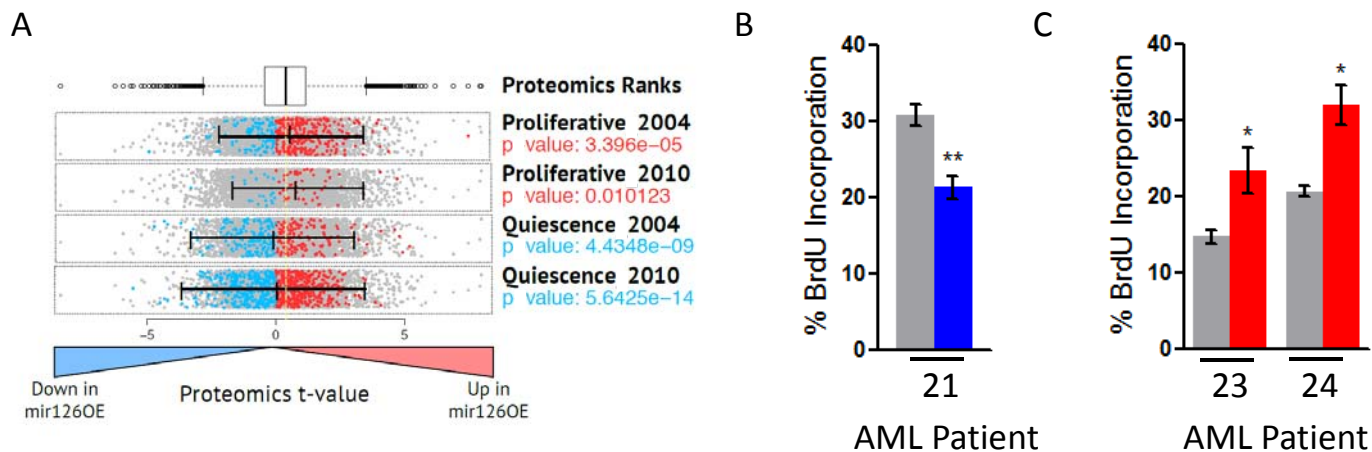 A
Proteomics Ranks
Proliferative 2004
p value: 3.396e-05
Proliferative 2010
p value: 0.010123
Quiescence 2004
p value: 4.4348e-09
Quiescence 2010
p value: 5.6425e-14
-5 0 5
Down in
mir126OE
Proteomics t-value
Up in
mir126OE
B
% BrdU Incorporation
40
30
20
10
0
**
21
AML Patient
C
% BrdU Incorporation
40
30
20
10
0
*
*
23 24
AML Patient